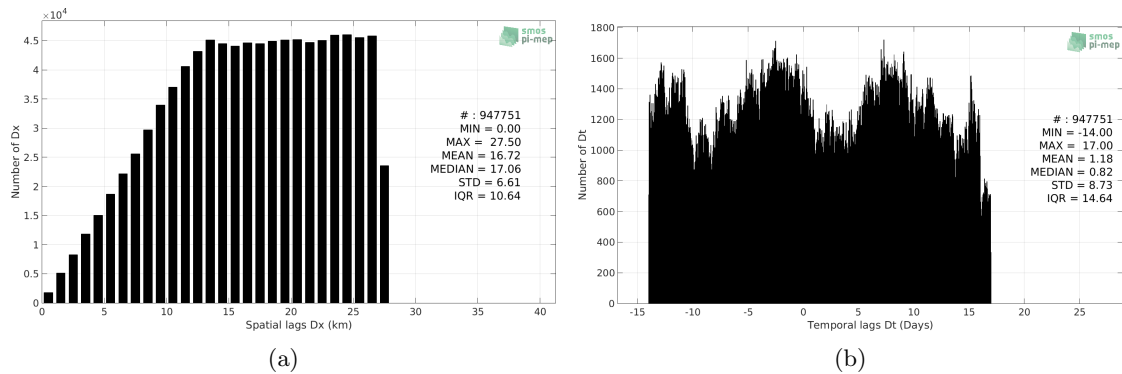 ×10⁴
4.5
4
3.5
3
2.5
2
1.5
1
0.5
0
Number of Dx
0 5 10 15 20 25 30 35 40
Spatial lags Dx (km)
smos
pi-mep
# : 947751
MIN = 0.00
MAX = 27.50
MEAN = 16.72
MEDIAN = 17.06
STD = 6.61
IQR = 10.64
(a)
1800
1600
1400
1200
1000
800
600
400
200
0
Number of Dt
-15 -10 -5 0 5 10 15 20 25
Temporal lags Dt (Days)
smos
pi-mep
# : 947751
MIN = -14.00
MAX = 17.00
MEAN = 1.18
MEDIAN = 0.82
STD = 8.73
IQR = 14.64
(b)